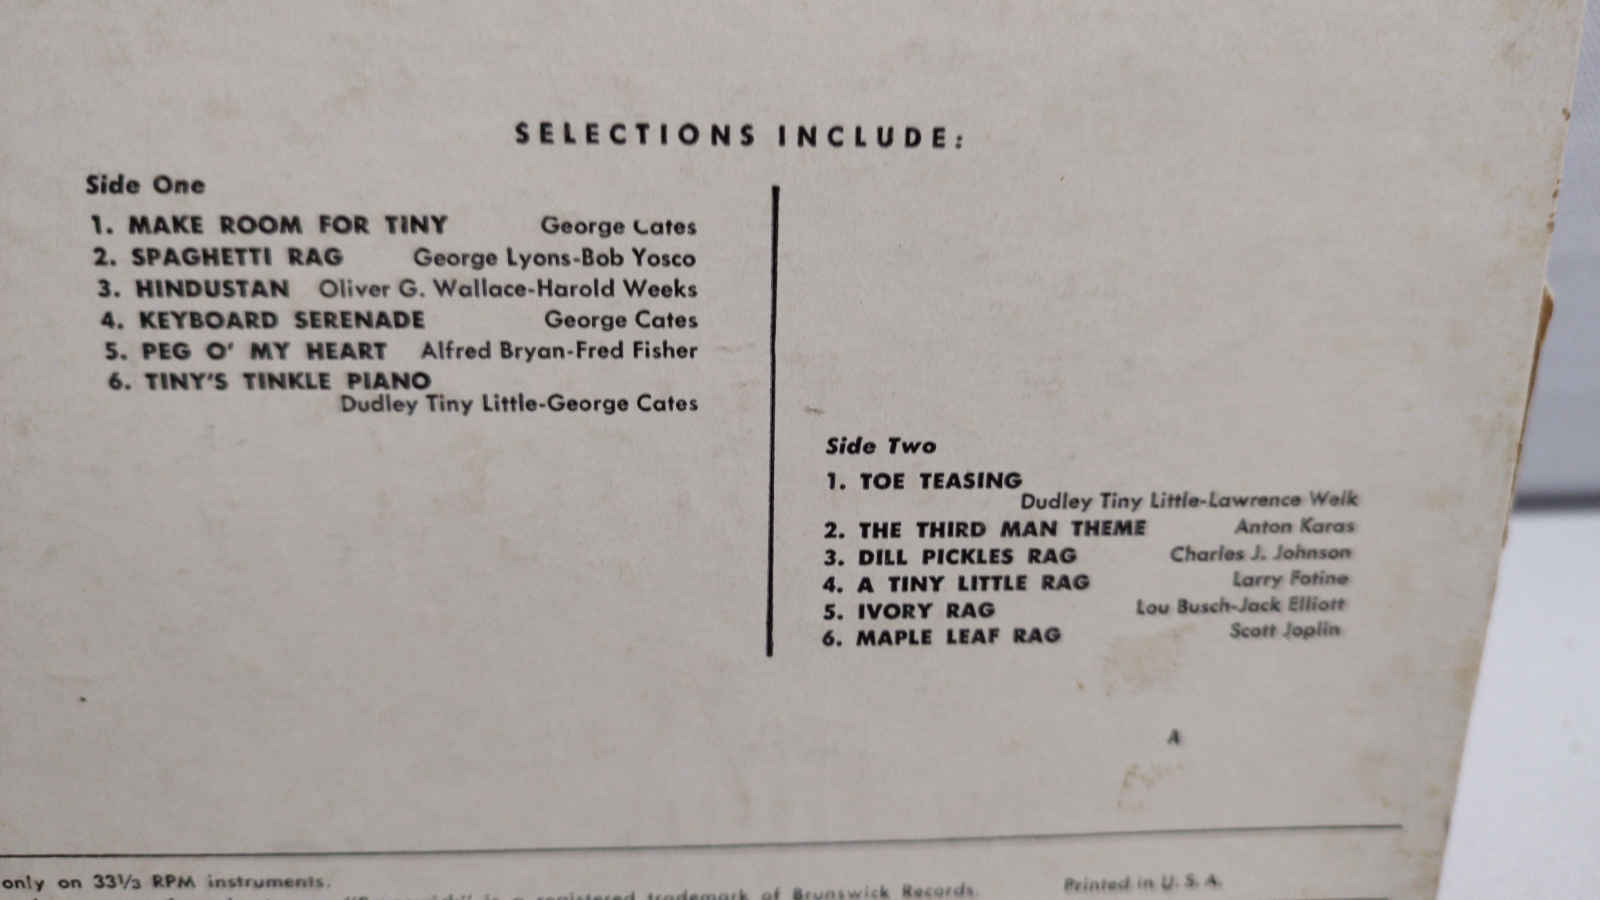 SELECTIONS INCLUDE:
Side One
1. MAKE ROOM FOR TINY George Cates
2. SPAGHETTI RAG George Lyons-Bob Yosco
3. HINDUSTAN Oliver G. Wallace-Harold Weeks
4. KEYBOARD SERENADE George Cates
5. PEG O' MY HEART Alfred Bryan-Fred Fisher
6. TINY'S TINKLE PIANO
Dudley Tiny Little-George Cates
Side Two
1. TOE TEASING
Dudley Tiny Little-Lawrence Welk
2. THE THIRD MAN THEME Anton Karas
3. DILL PICKLES RAG Charles J. Johnson
4. A TINY LITTLE RAG Larry Fotine
5. IVORY RAG Lou Busch-Jack Elliott
6. MAPLE LEAF RAG Scott Joplin
A
only on 33⅓ RPM instruments.
is a registered trademark of Brunswick Records.
Printed in U. S. A.